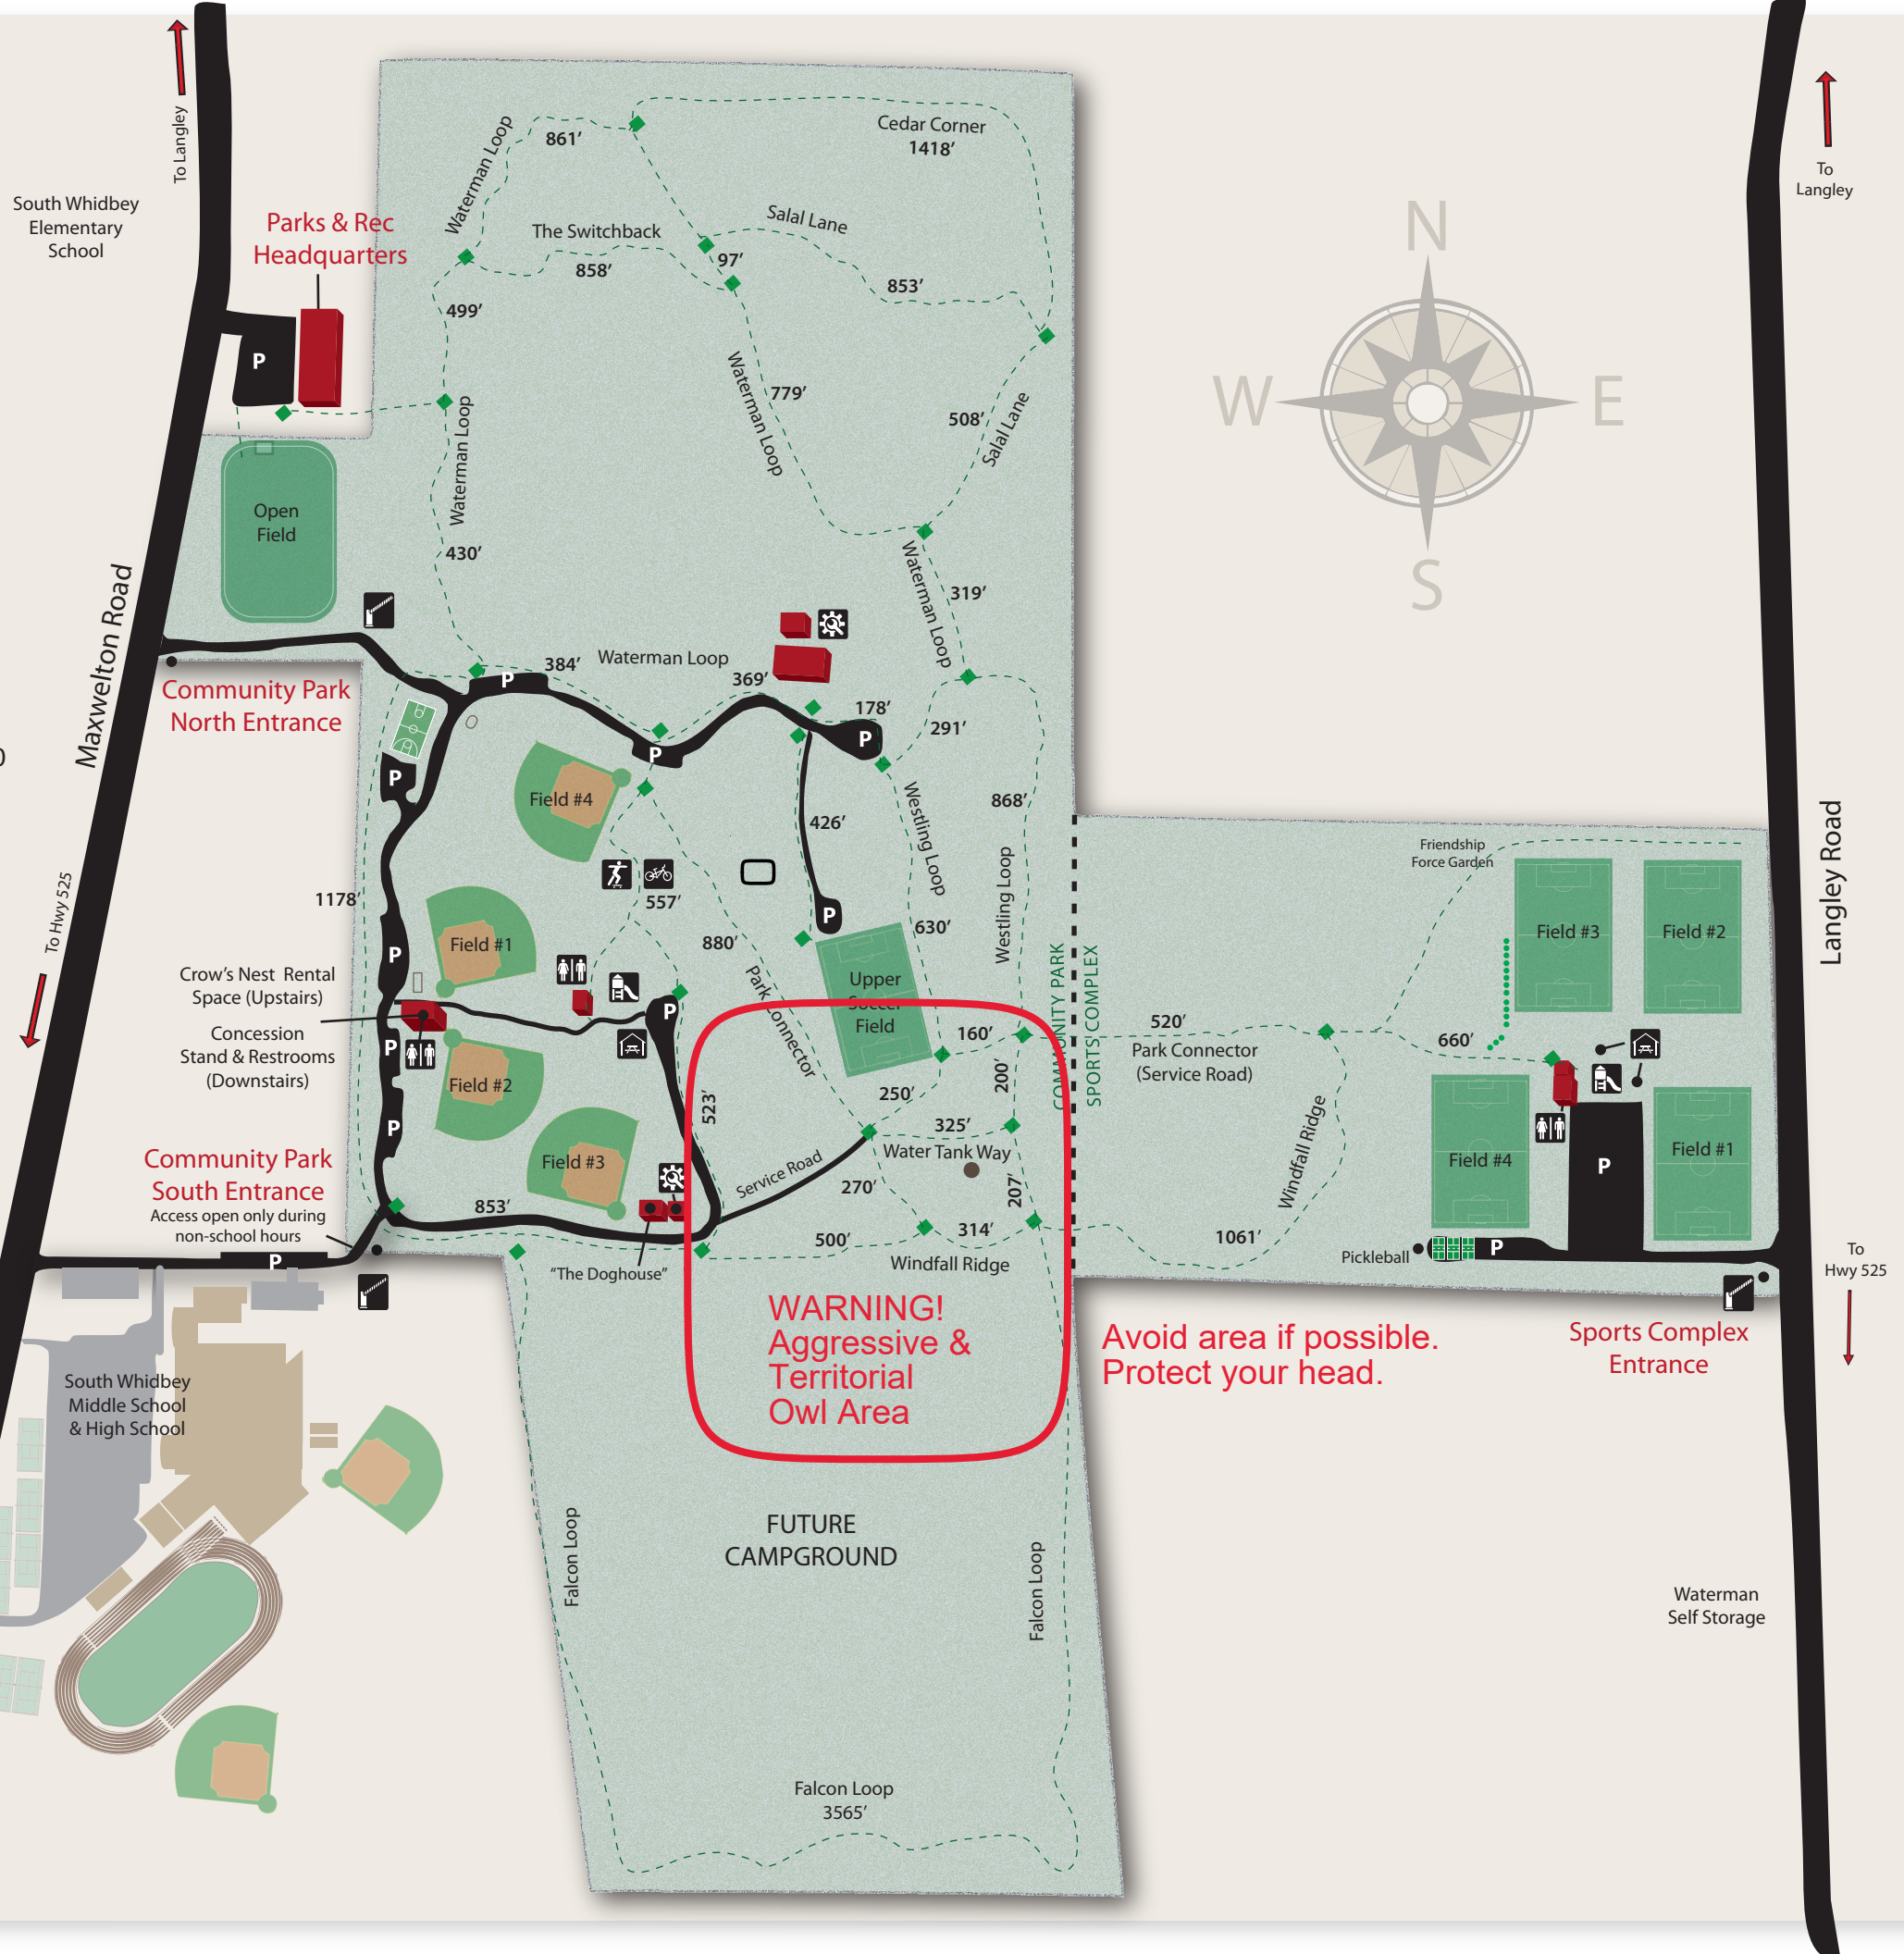 To Langley
South Whidbey
Elementary
School
Parks & Rec
Headquarters
P
Open
Field
Maxwelton Road
To Hwy 525
Community Park
North Entrance
Waterman Loop
861’
Cedar Corner
1418’
The Switchback
858’
Salal Lane
97’
853’
499’
Waterman Loop
779’
508’
Salal Lane
Waterman Loop
430’
Waterman Loop
319’
384’
Waterman Loop
369’
178’
291’
P
P
P
P
Field #4
426’
Westling Loop
868’
Westling Loop
1178’
557’
880’
630’
P
Field #1
P
Crow’s Nest Rental
Space (Upstairs)
Concession
Stand & Restrooms
(Downstairs)
P
P
P
Field #2
Field #3
Park Connector
Upper
Soccer
Field
160’
200’
250’
325’
Water Tank Way
523’
Service Road
270’
207’
314’
500’
Windfall Ridge
853’
“The Doghouse”
Community Park
South Entrance
Access open only during
non-school hours
P
COMMUNITY PARK
SPORTS COMPLEX
520’
Park Connector
(Service Road)
660’
Windfall Ridge
1061’
Friendship
Force Garden
Field #3
Field #2
Field #4
Field #1
P
P
Pickleball
Sports Complex
Entrance
Langley Road
To
Langley
To
Hwy 525
N
W
E
S
WARNING!
Aggressive &
Territorial
Owl Area
Avoid area if possible.
Protect your head.
South Whidbey
Middle School
& High School
FUTURE
CAMPGROUND
Falcon Loop
Falcon Loop
Falcon Loop
3565’
Waterman
Self Storage